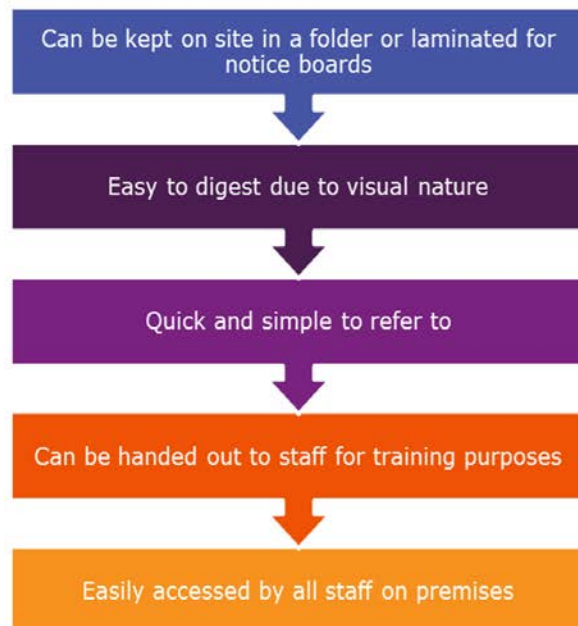 Can be kept on site in a folder or laminated for
notice boards
Easy to digest due to visual nature
Quick and simple to refer to
Can be handed out to staff for training purposes
Easily accessed by all staff on premises